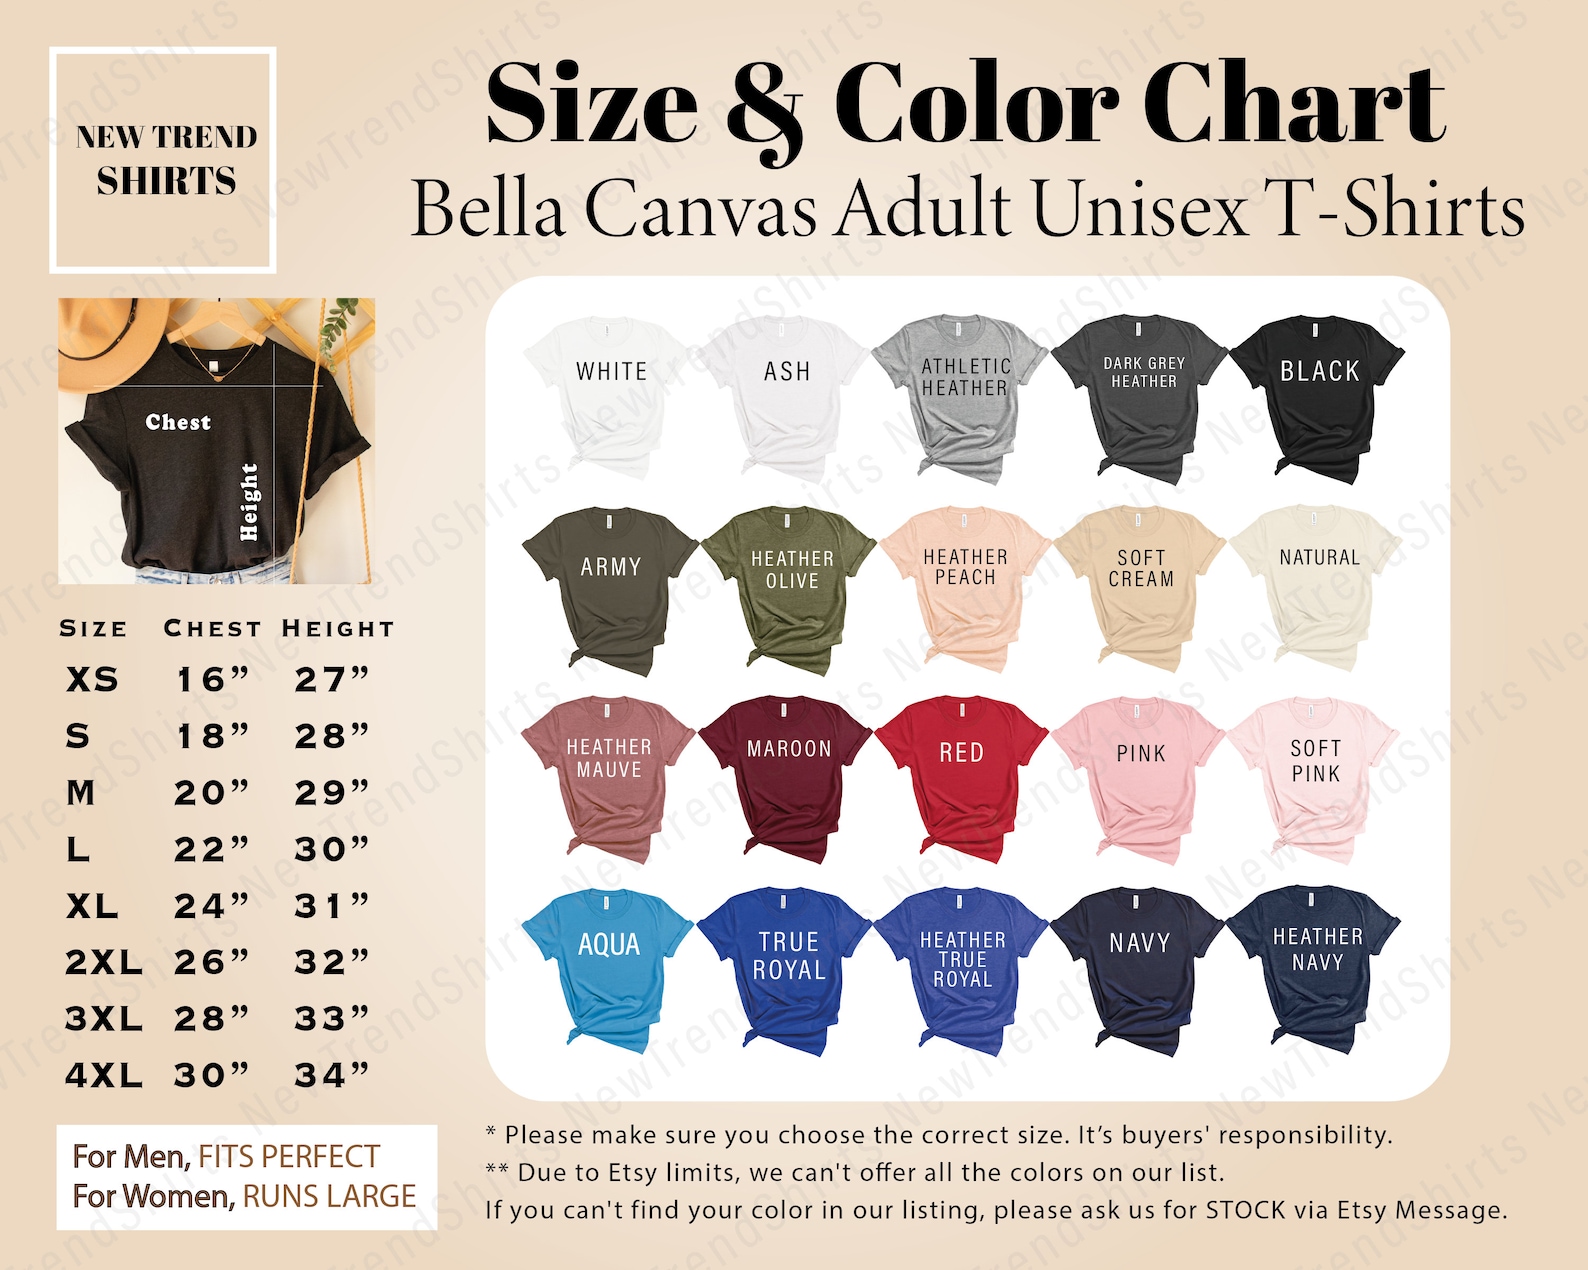 NEW TREND
SHIRTS
Size & Color Chart
Bella Canvas Adult Unisex T-Shirts
Chest
Height
SIZE CHEST HEIGHT
XS 16” 27”
S 18” 28”
M 20” 29”
L 22” 30”
XL 24” 31”
2XL 26” 32”
3XL 28” 33”
4XL 30” 34”
For Men, FITS PERFECT
For Women, RUNS LARGE
WHITE
ASH
ATHLETIC
HEATHER
DARK GREY
HEATHER
BLACK
ARMY
HEATHER
OLIVE
HEATHER
PEACH
SOFT
CREAM
NATURAL
HEATHER
MAUVE
MAROON
RED
PINK
SOFT
PINK
AQUA
TRUE
ROYAL
HEATHER
TRUE
ROYAL
NAVY
HEATHER
NAVY
* Please make sure you choose the correct size. It’s buyers' responsibility.
** Due to Etsy limits, we can't offer all the colors on our list.
If you can't find your color in our listing, please ask us for STOCK via Etsy Message.
NewTrendShirts